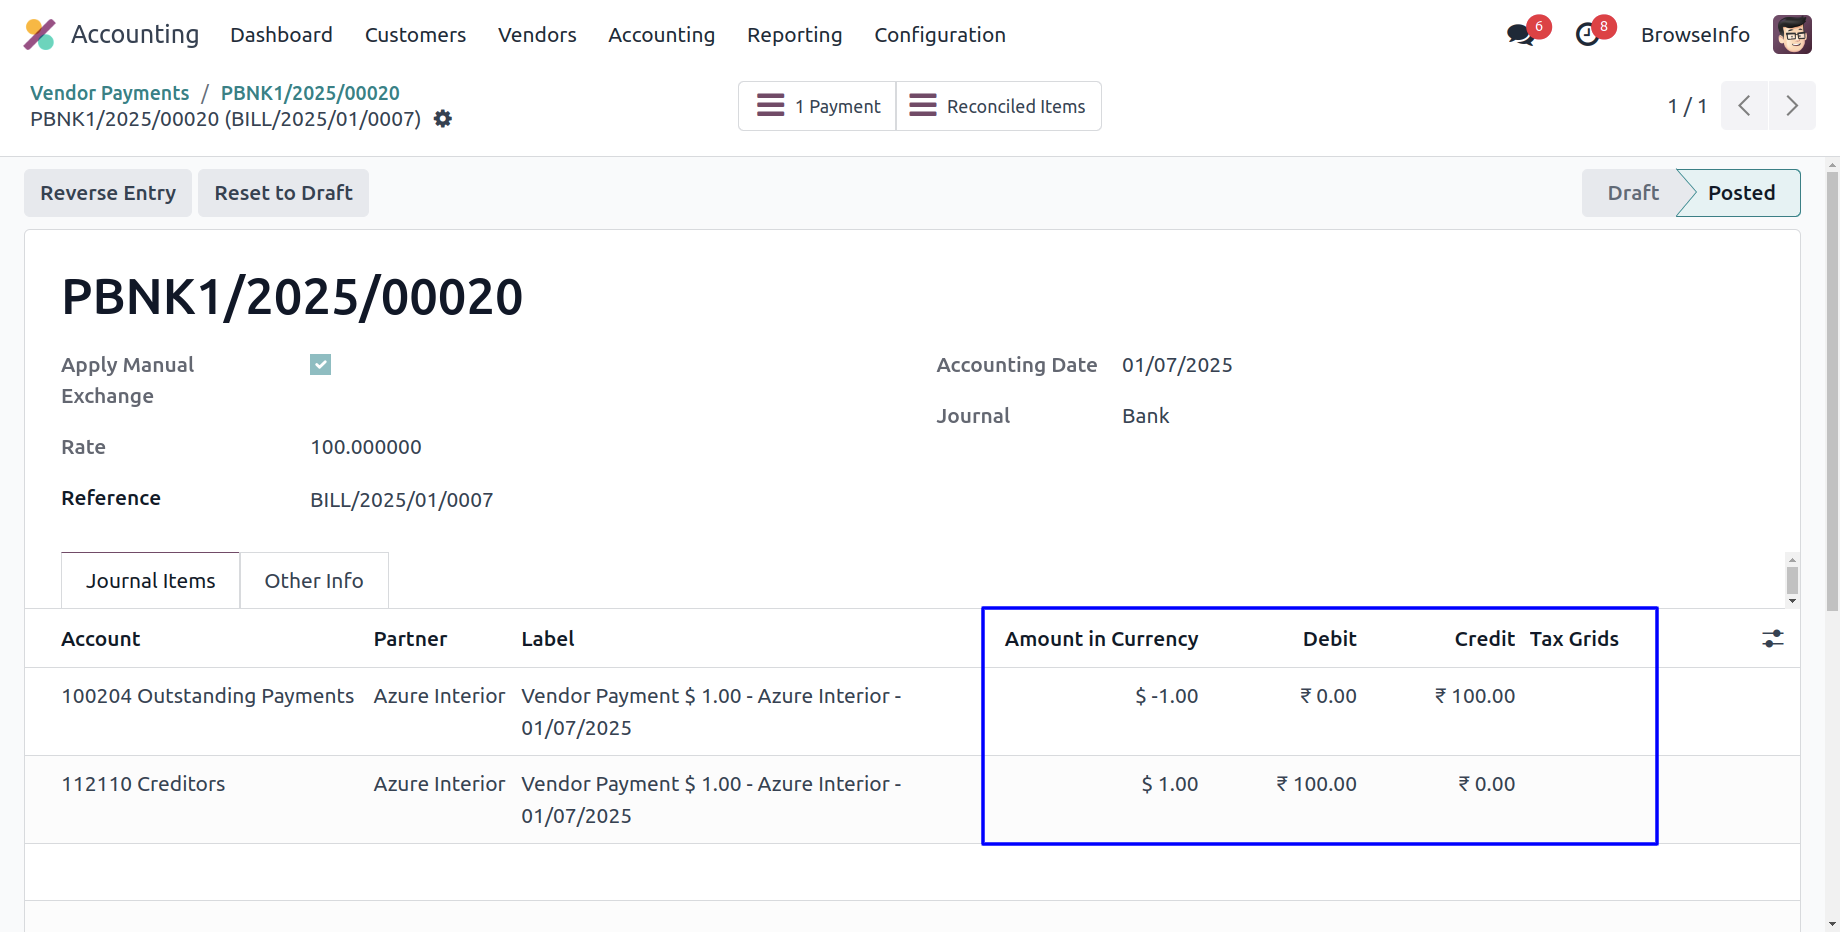 Accounting Dashboard Customers Vendors Accounting Reporting Configuration 6 8 BrowseInfo
Vendor Payments / PBNK1/2025/00020
PBNK1/2025/00020 (BILL/2025/01/0007)
1 Payment Reconciled Items
1 / 1
Reverse Entry Reset to Draft Draft Posted
PBNK1/2025/00020
Apply Manual Exchange
Accounting Date 01/07/2025
Journal Bank
Rate 100.000000
Reference BILL/2025/01/0007
Journal Items Other Info
Account Partner Label Amount in Currency Debit Credit Tax Grids
100204 Outstanding Payments Azure Interior Vendor Payment $ 1.00 - Azure Interior - $ -1.00 ₹ 0.00 ₹ 100.00
01/07/2025
112110 Creditors Azure Interior Vendor Payment $ 1.00 - Azure Interior - $ 1.00 ₹ 100.00 ₹ 0.00
01/07/2025